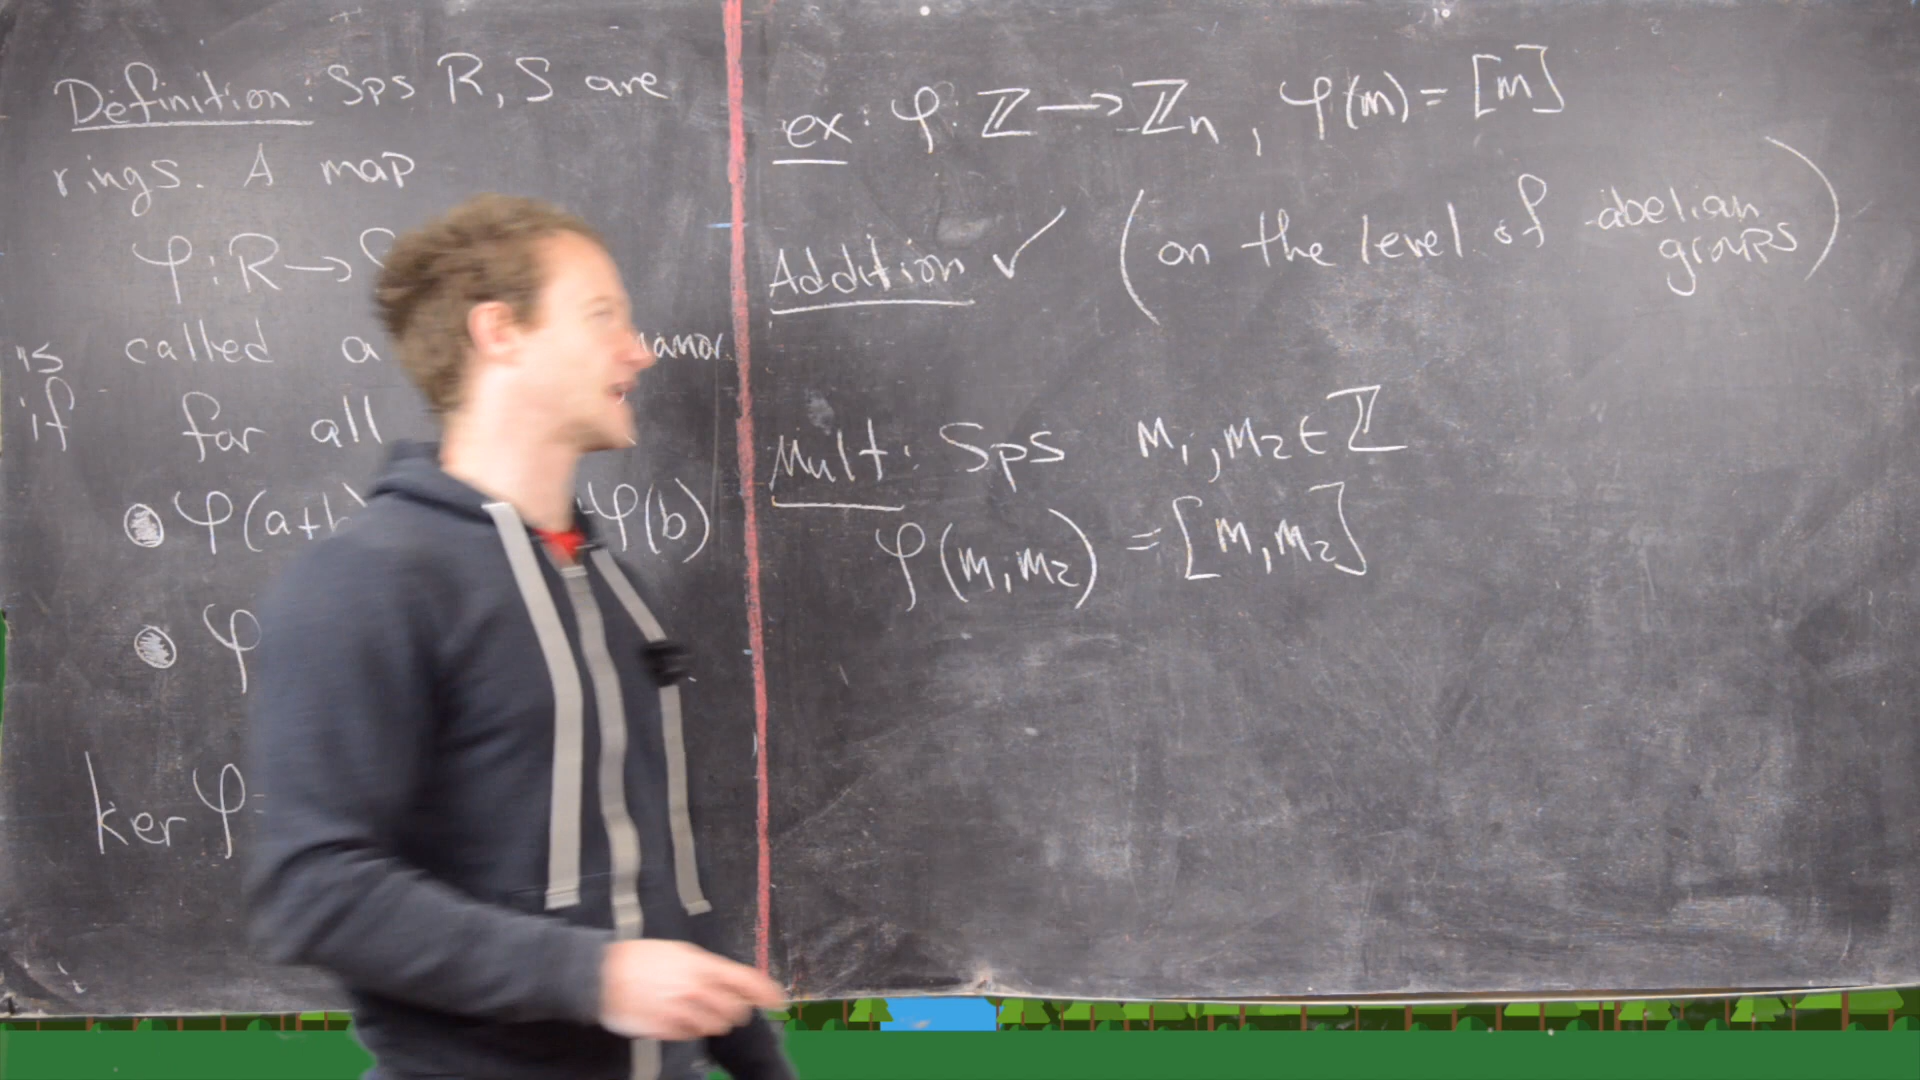 Definition: Sps R, S are
rings. A map
φ: R → S
is called a
if for all
φ(a+b) φ(b)
φ
ker φ =
ex: φ: ℤ → ℤn, φ(m) = [m]
Addition ✓ (on the level of abelian groups)
Mult: Sps m1, m2 ∈ ℤ
φ(m1m2) = [m1m2]